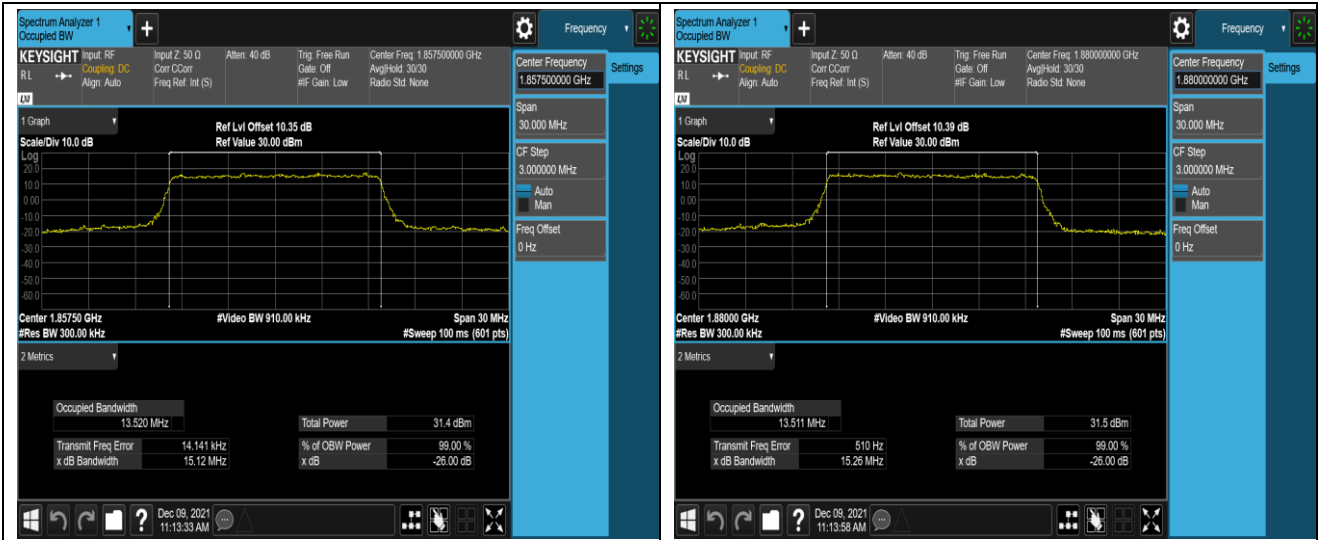 Spectrum Analyzer 1
Occupied BW
Frequency
KEYSIGHT Input: RF
Coupling: DC
Align: Auto
Input Z: 50 Ω
Corr CCorr
Freq Ref: Int (S)
Atten: 40 dB
Trig: Free Run
Gate: Off
#IF Gain: Low
Center Freq: 1.857500000 GHz
Avg|Hold: 30/30
Radio Std: None
RL
LXI
Center Frequency
1.857500000 GHz
Settings
Span
30.000 MHz
CF Step
3.000000 MHz
Auto
Man
Freq Offset
0 Hz
1 Graph
Ref Lvl Offset 10.35 dB
Scale/Div 10.0 dB
Ref Value 30.00 dBm
Log
20.0
10.0
0.00
-10.0
-20.0
-30.0
-40.0
-50.0
-60.0
Center 1.85750 GHz
#Video BW 910.00 kHz
Span 30 MHz
#Res BW 300.00 kHz
#Sweep 100 ms (601 pts)
2 Metrics
Occupied Bandwidth
13.520 MHz
Total Power 31.4 dBm
Transmit Freq Error 14.141 kHz
% of OBW Power 99.00 %
x dB Bandwidth 15.12 MHz
x dB -26.00 dB
?
Dec 09, 2021
11:13:33 AM
Spectrum Analyzer 1
Occupied BW
Frequency
KEYSIGHT Input: RF
Coupling: DC
Align: Auto
Input Z: 50 Ω
Corr CCorr
Freq Ref: Int (S)
Atten: 40 dB
Trig: Free Run
Gate: Off
#IF Gain: Low
Center Freq: 1.880000000 GHz
Avg|Hold: 30/30
Radio Std: None
RL
LXI
Center Frequency
1.880000000 GHz
Settings
Span
30.000 MHz
CF Step
3.000000 MHz
Auto
Man
Freq Offset
0 Hz
1 Graph
Ref Lvl Offset 10.39 dB
Scale/Div 10.0 dB
Ref Value 30.00 dBm
Log
20.0
10.0
0.00
-10.0
-20.0
-30.0
-40.0
-50.0
-60.0
Center 1.88000 GHz
#Video BW 910.00 kHz
Span 30 MHz
#Res BW 300.00 kHz
#Sweep 100 ms (601 pts)
2 Metrics
Occupied Bandwidth
13.511 MHz
Total Power 31.5 dBm
Transmit Freq Error 510 Hz
% of OBW Power 99.00 %
x dB Bandwidth 15.26 MHz
x dB -26.00 dB
?
Dec 09, 2021
11:13:58 AM